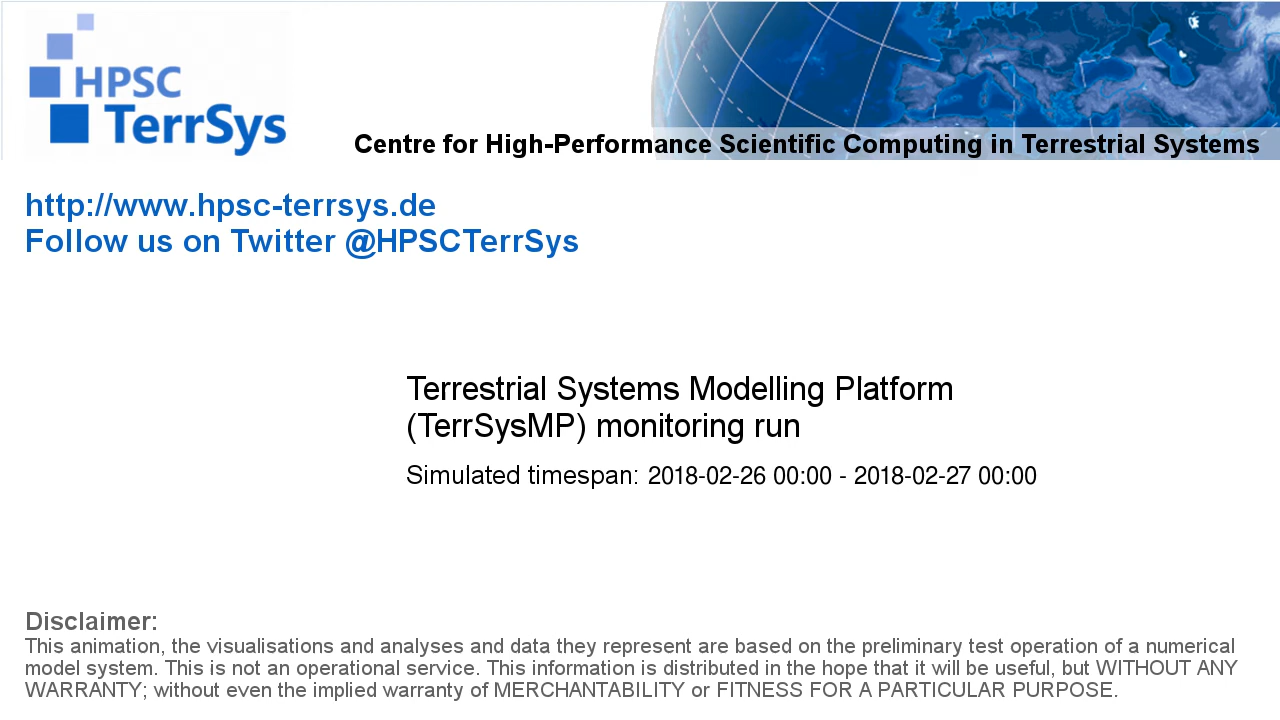 HPSC
TerrSys
Centre for High-Performance Scientific Computing in Terrestrial Systems
http://www.hpsc-terrsys.de
Follow us on Twitter @HPSCTerrSys
Terrestrial Systems Modelling Platform
(TerrSysMP) monitoring run
Simulated timespan: 2018-02-26 00:00 - 2018-02-27 00:00
Disclaimer:
This animation, the visualisations and analyses and data they represent are based on the preliminary test operation of a numerical
model system. This is not an operational service. This information is distributed in the hope that it will be useful, but WITHOUT ANY
WARRANTY; without even the implied warranty of MERCHANTABILITY or FITNESS FOR A PARTICULAR PURPOSE.